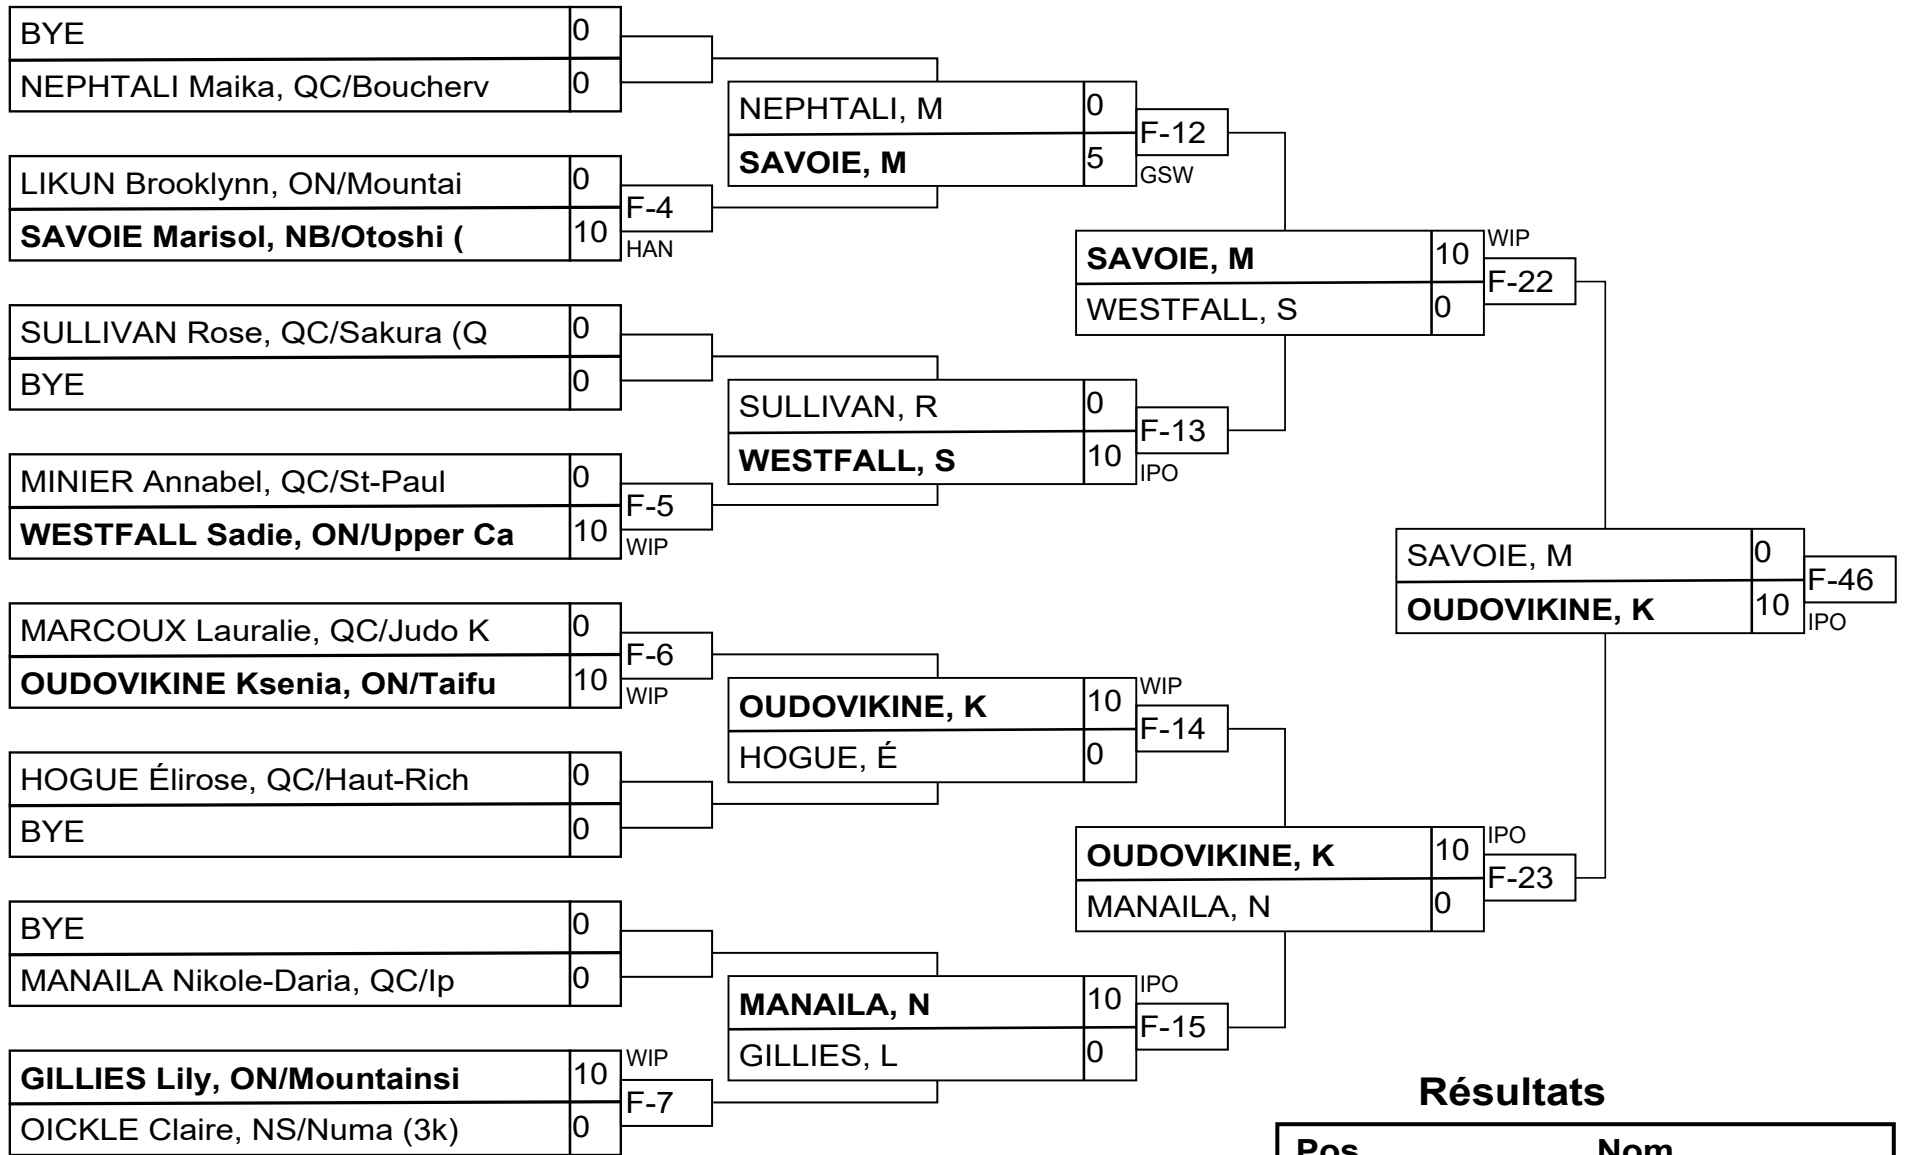 BYE 0
NEPHTALI Maika, QC/Boucherv 0
NEPHTALI, M 0
F-12
SAVOIE, M 5
GSW
LIKUN Brooklynn, ON/Mountai 0
F-4
SAVOIE Marisol, NB/Otoshi ( 10
HAN
SAVOIE, M 10
WIP
F-22
WESTFALL, S 0
SULLIVAN Rose, QC/Sakura (Q 0
BYE 0
SULLIVAN, R 0
F-13
WESTFALL, S 10
IPO
MINIER Annabel, QC/St-Paul 0
F-5
WESTFALL Sadie, ON/Upper Ca 10
WIP
SAVOIE, M 0
F-46
OUDOVIKINE, K 10
IPO
MARCOUX Lauralie, QC/Judo K 0
F-6
OUDOVIKINE Ksenia, ON/Taifu 10
WIP
OUDOVIKINE, K 10
WIP
F-14
HOGUE, É 0
HOGUE Élirose, QC/Haut-Rich 0
BYE 0
OUDOVIKINE, K 10
IPO
F-23
MANAILA, N 0
BYE 0
MANAILA Nikole-Daria, QC/Ip 0
MANAILA, N 10
IPO
F-15
GILLIES, L 0
GILLIES Lily, ON/Mountainsi 10
WIP
F-7
OICKLE Claire, NS/Numa (3k) 0
Résultats
Pos Nom